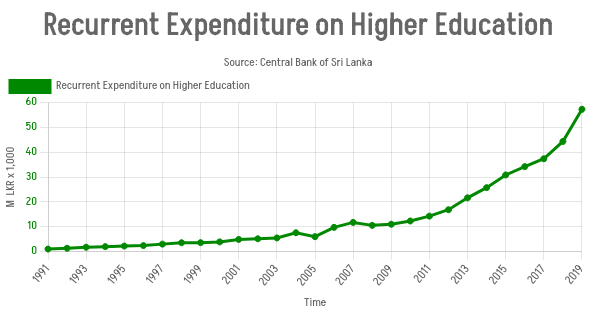 Recurrent Expenditure on Higher Education
Source: Central Bank of Sri Lanka
Recurrent Expenditure on Higher Education
60
50
40
30
20
10
0
M LKR x 1,000
1991 1993 1995 1997 1999 2001 2003 2005 2007 2009 2011 2013 2015 2017 2019
Time